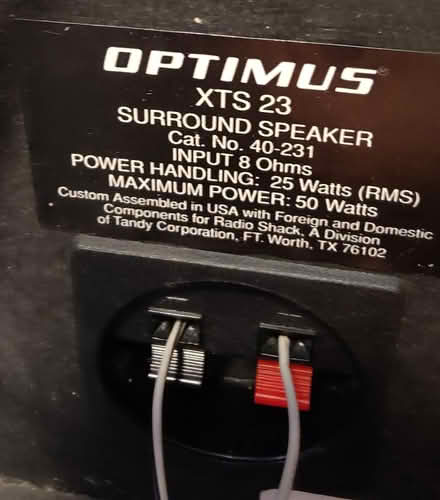 OPTIMUS®
XTS 23
SURROUND SPEAKER
Cat. No. 40-231
INPUT 8 Ohms
POWER HANDLING: 25 Watts (RMS)
MAXIMUM POWER: 50 Watts
Custom Assembled in USA with Foreign and Domestic
Components for Radio Shack, A Division
of Tandy Corporation, FT. Worth, TX 76102